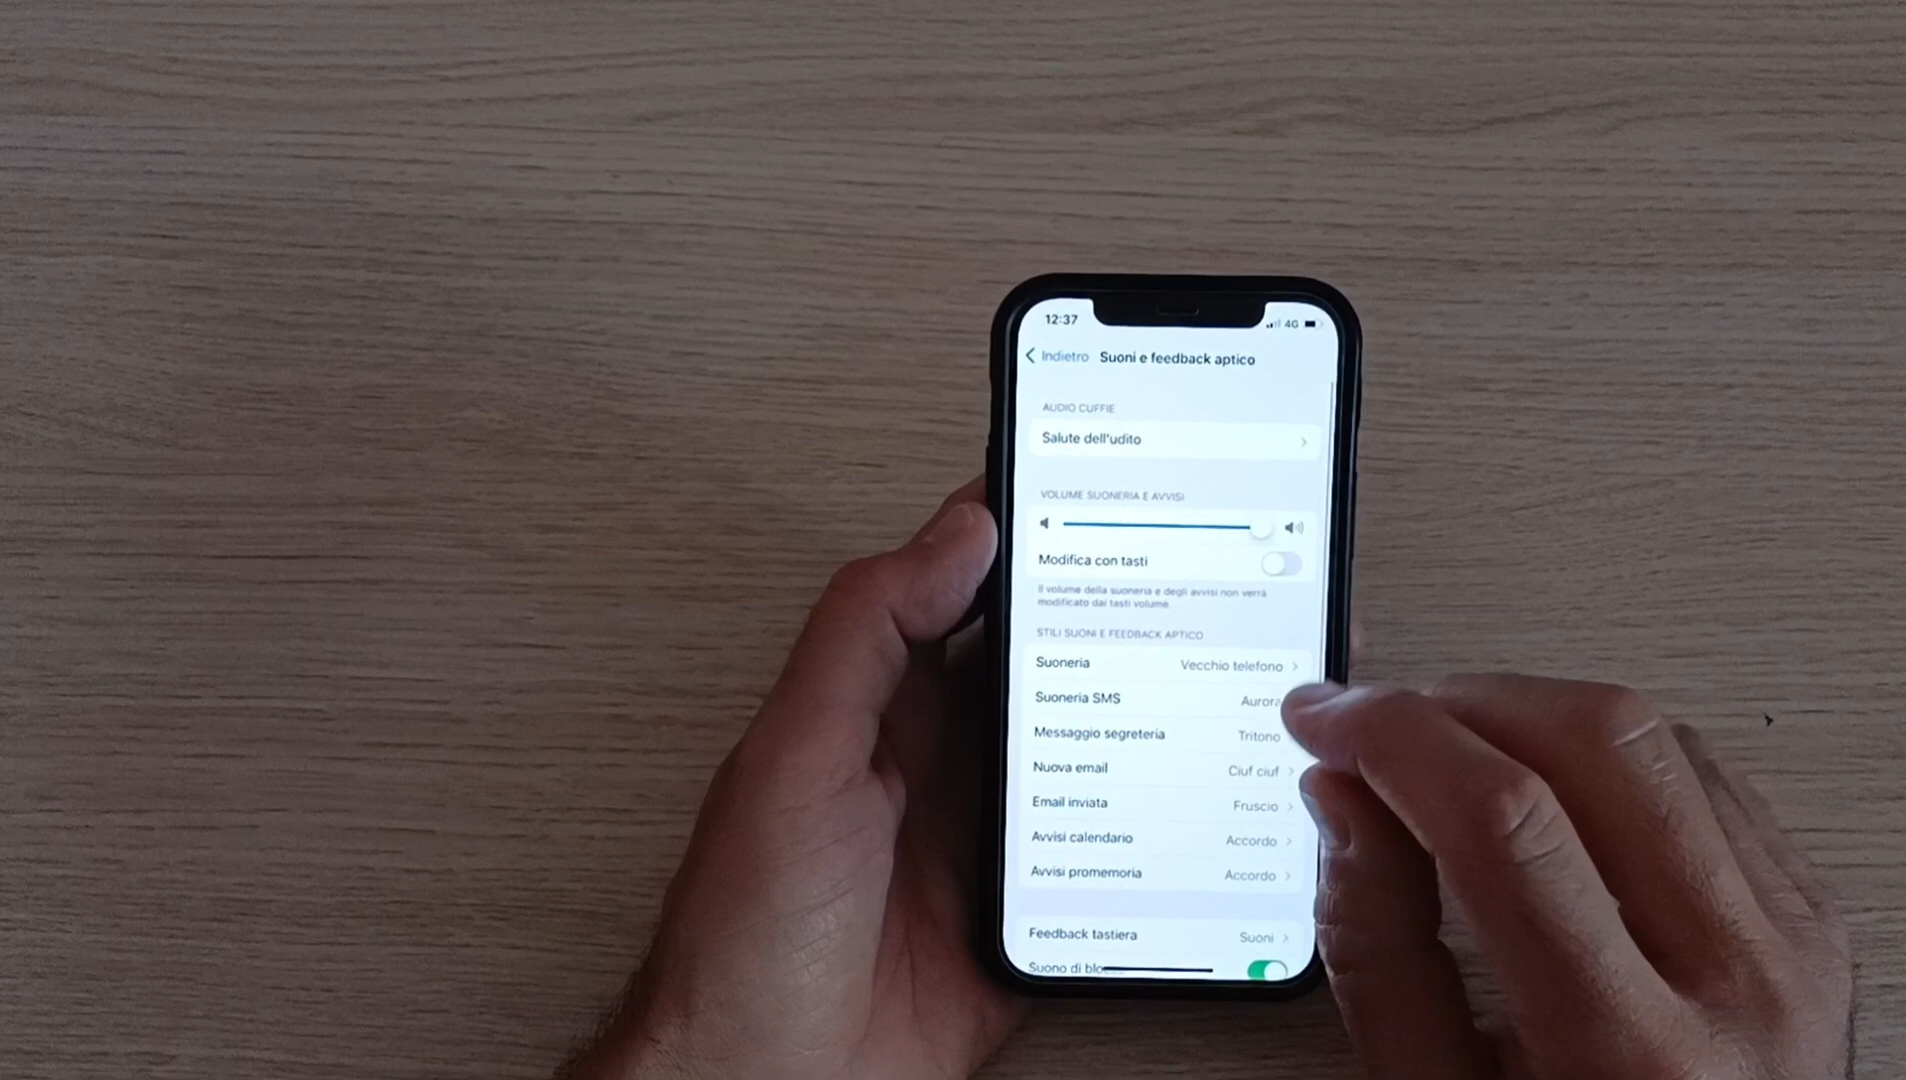 12:37
4G
Indietro Suoni e feedback aptico
AUDIO CUFFIE
Salute dell'udito
VOLUME SUONERIA E AVVISI
Modifica con tasti
Il volume della suoneria e degli avvisi non verrà
modificato dai tasti volume.
STILI SUONI E FEEDBACK APTICO
Suoneria Vecchio telefono
Suoneria SMS Aurora
Messaggio segreteria Tritono
Nuova email Ciuf ciuf
Email inviata Fruscio
Avvisi calendario Accordo
Avvisi promemoria Accordo
Feedback tastiera Suoni
Suono di